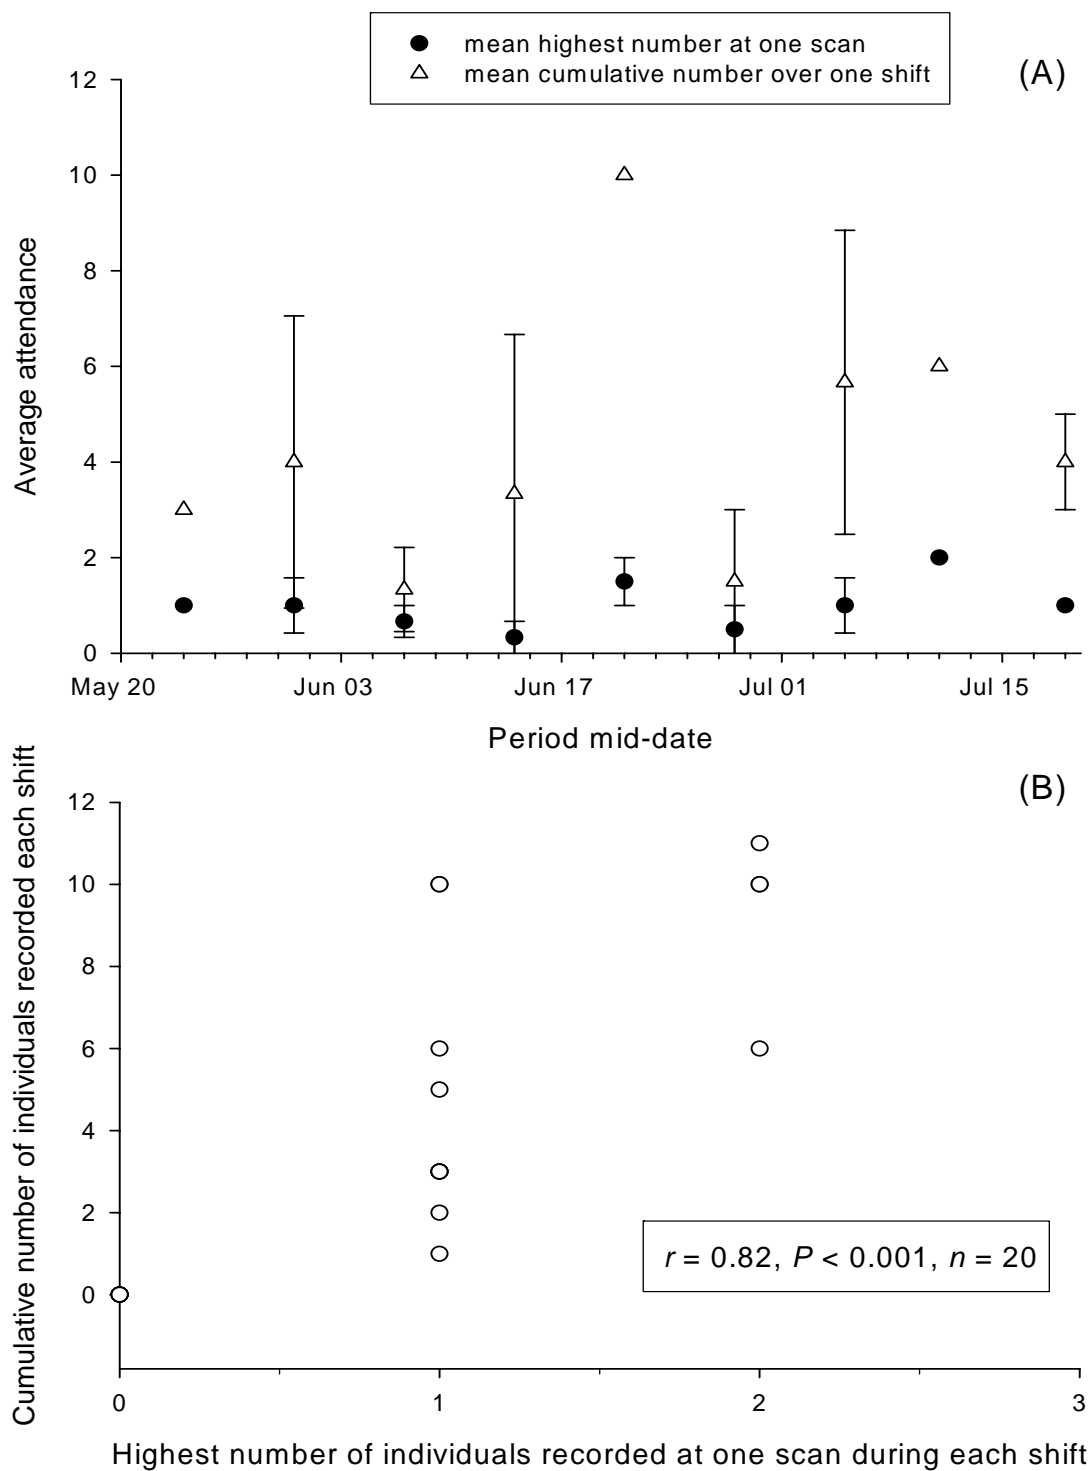 mean highest number at one scan
mean cumulative number over one shift
(A)
12
10
8
6
4
2
0
Average attendance
May 20 Jun 03 Jun 17 Jul 01 Jul 15
Period mid-date
(B)
12
10
8
6
4
2
0
Cumulative number of individuals recorded each shift
r = 0.82, P < 0.001, n = 20
0 1 2 3
Highest number of individuals recorded at one scan during each shift